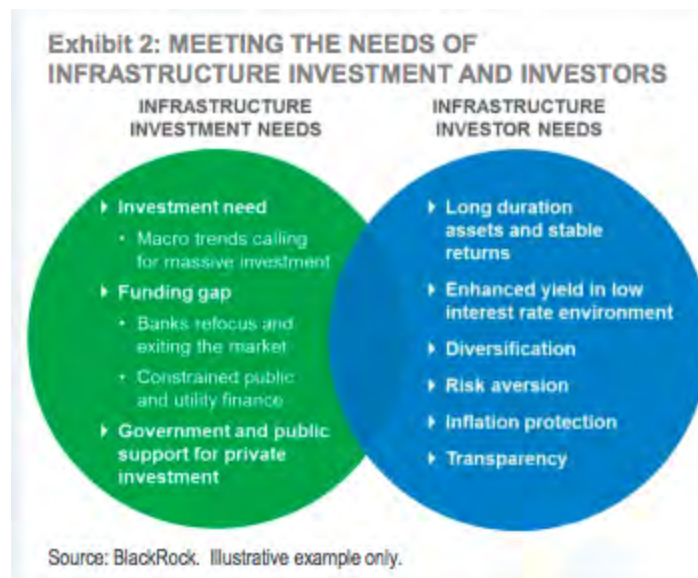 Exhibit 2: MEETING THE NEEDS OF
INFRASTRUCTURE INVESTMENT AND INVESTORS
INFRASTRUCTURE
INVESTMENT NEEDS
Investment need
Macro trends calling
for massive investment
Funding gap
Banks refocus and
exiting the market
Constrained public
and utility finance
Government and public
support for private
investment
INFRASTRUCTURE
INVESTOR NEEDS
Long duration
assets and stable
returns
Enhanced yield in low
interest rate environment
Diversification
Risk aversion
Inflation protection
Transparency
Source: BlackRock. Illustrative example only.